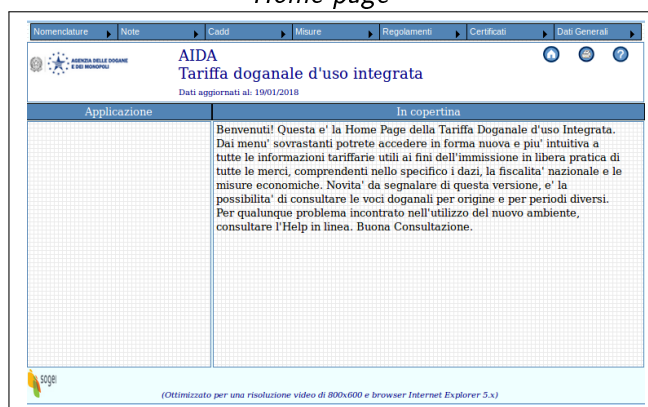 Home page
Nomenclature Note Cadd Misure Regolamenti Certificati Dati Generali
AGENZIA DELLE DOGANE
E DEI MONOPOLI
AIDA
Tariffa doganale d'uso integrata
Dati aggiornati al: 19/01/2018
Applicazione In copertina
Benvenuti! Questa e' la Home Page della Tariffa Doganale d'uso Integrata.
Dai menu' sovrastanti potrete accedere in forma nuova e piu' intuitiva a
tutte le informazioni tariffarie utili ai fini dell'immissione in libera pratica di
tutte le merci, comprendenti nello specifico i dazi, la fiscalita' nazionale e le
misure economiche. Novita' da segnalare di questa versione, e' la
possibilita' di consultare le voci doganali per origine e per periodi diversi.
Per qualunque problema incontrato nell'utilizzo del nuovo ambiente,
consultare l'Help in linea. Buona Consultazione.
sogei
(Ottimizzato per una risoluzione video di 800x600 e browser Internet Explorer 5.x)